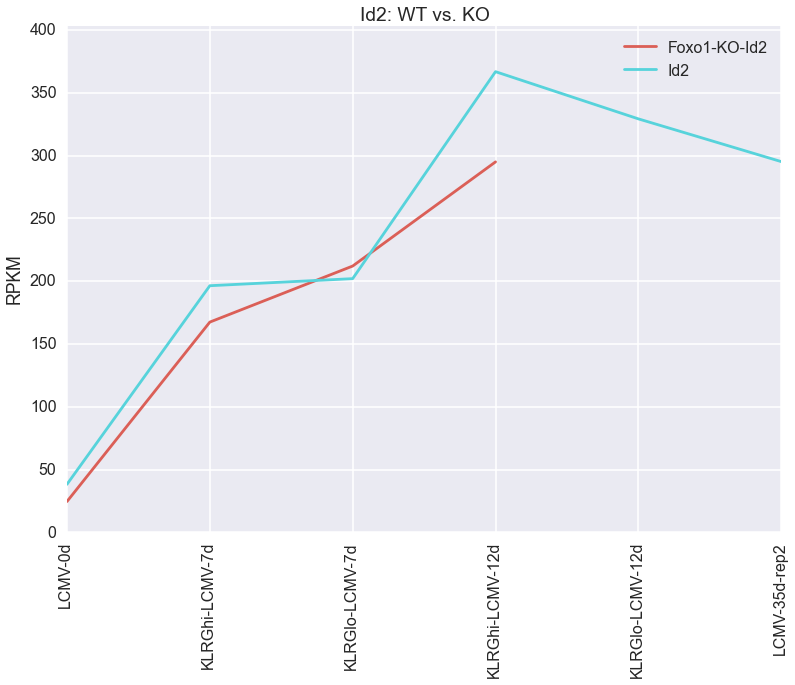 Id2: WT vs. KO
Foxo1-KO-Id2
Id2
400
350
300
250
200
150
100
50
0
RPKM
LCMV-0d
KLRGhi-LCMV-7d
KLRGlo-LCMV-7d
KLRGhi-LCMV-12d
KLRGlo-LCMV-12d
LCMV-35d-rep2